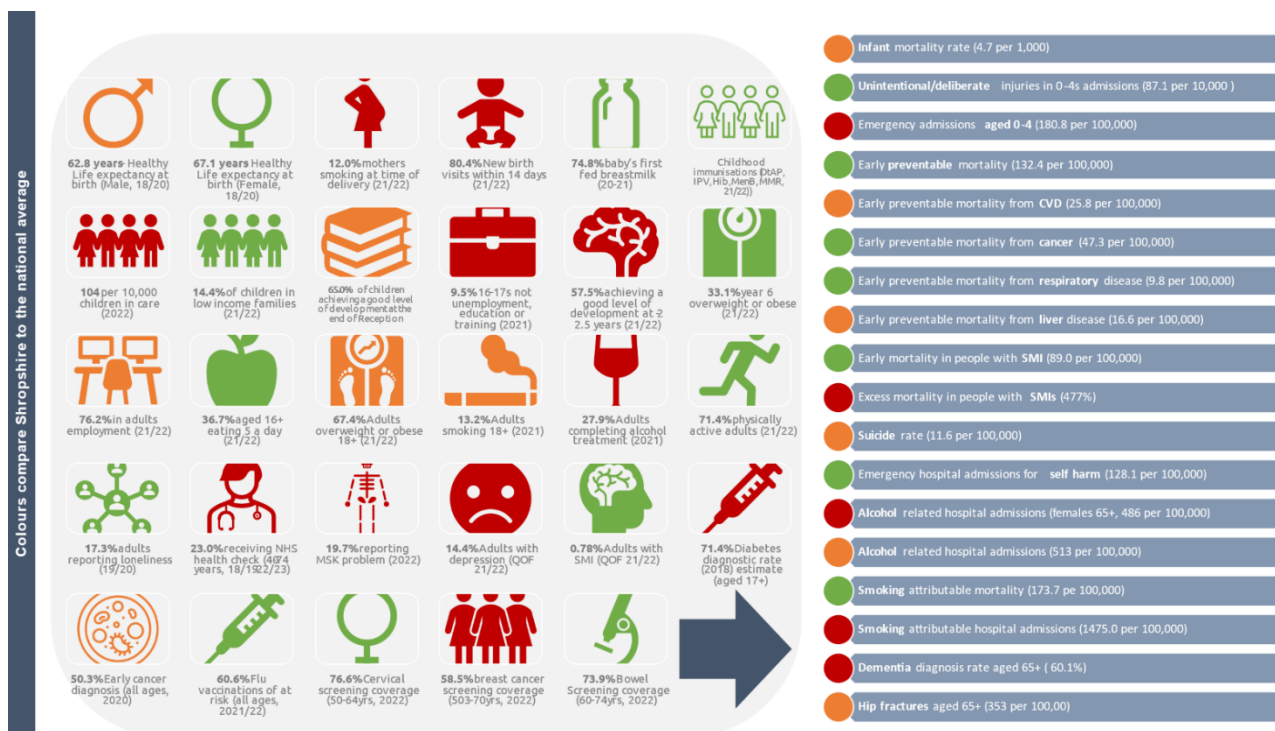 Colours compare Shropshire to the national average
62.8 years- Healthy
Life expectancy at
birth (Male, 18/20)
67.1 years- Healthy
Life expectancy at
birth (Female,
18/20)
12.0%mothers
smoking at time of
delivery (21/22)
80.4%New birth
visits within 14 days
(21/22)
74.8%baby's first
fed breastmilk
(20-21)
Childhood
immunisations (DtAP,
IPV,Hib,MenB,MMR,
21/22))
104 per 10,000
children in care
(2022)
14.4%of children in
low income families
(21/22)
65.0% of children
achieving a good level
of development at the
end of Reception
9.5%16-17s not
unemployment,
education or
training (2021)
57.5%achieving a
good level of
development at 2-
2.5 years (21/22)
33.1%year 6
overweight or obese
(21/22)
76.2%in adults
employment (21/22)
36.7%aged 16+
eating 5 a day
(21/22)
67.4%Adults
overweight or obese
18+ (21/22)
13.2%Adults
smoking 18+ (2021)
27.9%Adults
completing alcohol
treatment (2021)
71.4%physically
active adults (21/22)
17.3%adults
reporting loneliness
(19/20)
23.0%receiving NHS
health check (4074
years, 18/1922/23)
19.7%reporting
MSK problem (2022)
14.4%Adults with
depression (QOF
21/22)
0.78%Adults with
SMI (QOF 21/22)
71.4%Diabetes
diagnostic rate
(2018) estimate
(aged 17+)
50.3%Early cancer
diagnosis (all ages,
2020)
60.6%Flu
vaccinations of at
risk (all ages,
2021/22)
76.6%Cervical
screening coverage
(50-64yrs, 2022)
58.5%breast cancer
screening coverage
(503-70yrs, 2022)
73.9%Bowel
Screening coverage
(60-74yrs, 2022)
Infant mortality rate (4.7 per 1,000)
Unintentional/deliberate injuries in 0-4s admissions (87.1 per 10,000 )
Emergency admissions aged 0-4 (180.8 per 100,000)
Early preventable mortality (132.4 per 100,000)
Early preventable mortality from CVD (25.8 per 100,000)
Early preventable mortality from cancer (47.3 per 100,000)
Early preventable mortality from respiratory disease (9.8 per 100,000)
Early preventable mortality from liver disease (16.6 per 100,000)
Early mortality in people with SMI (89.0 per 100,000)
Excess mortality in people with SMIs (477%)
Suicide rate (11.6 per 100,000)
Emergency hospital admissions for self harm (128.1 per 100,000)
Alcohol related hospital admissions (females 65+, 486 per 100,000)
Alcohol related hospital admissions (513 per 100,000)
Smoking attributable mortality (173.7 pe 100,000)
Smoking attributable hospital admissions (1475.0 per 100,000)
Dementia diagnosis rate aged 65+ ( 60.1%)
Hip fractures aged 65+ (353 per 100,00)